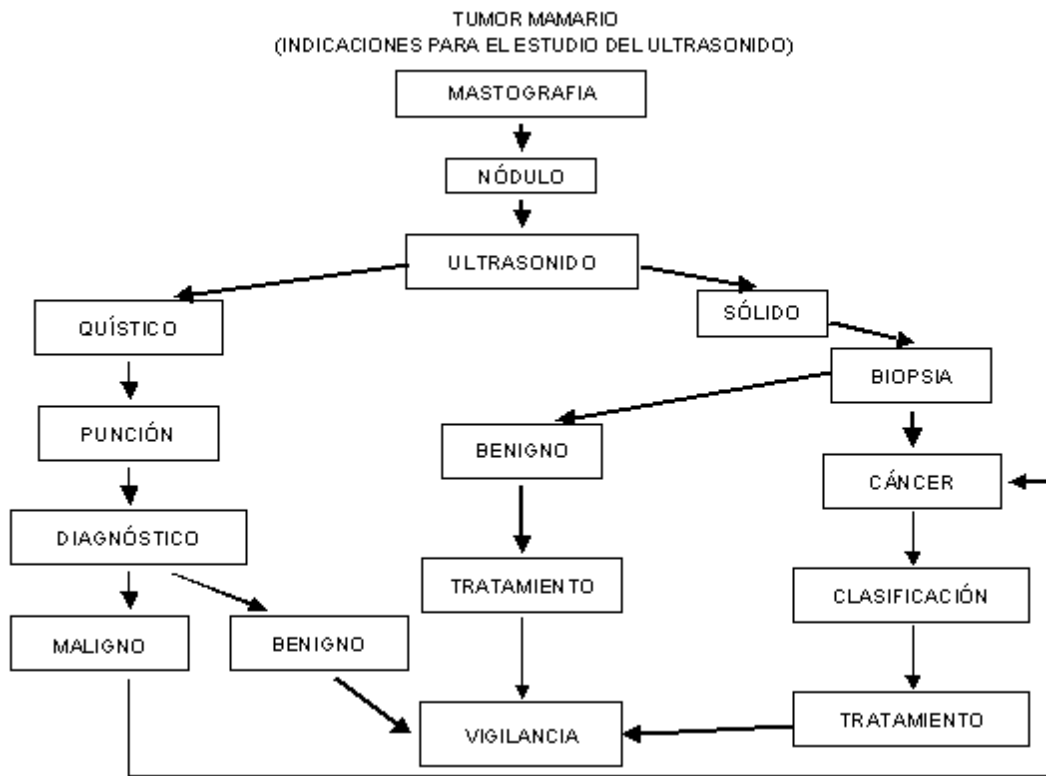 TUMOR MAMARIO
(INDICACIONES PARA EL ESTUDIO DEL ULTRASONIDO)
MASTOGRAFIA
NÓDULO
ULTRASONIDO
QUÍSTICO
SÓLIDO
BIOPSIA
PUNCIÓN
BENIGNO
CÁNCER
DIAGNÓSTICO
TRATAMIENTO
CLASIFICACIÓN
MALIGNO
BENIGNO
VIGILANCIA
TRATAMIENTO